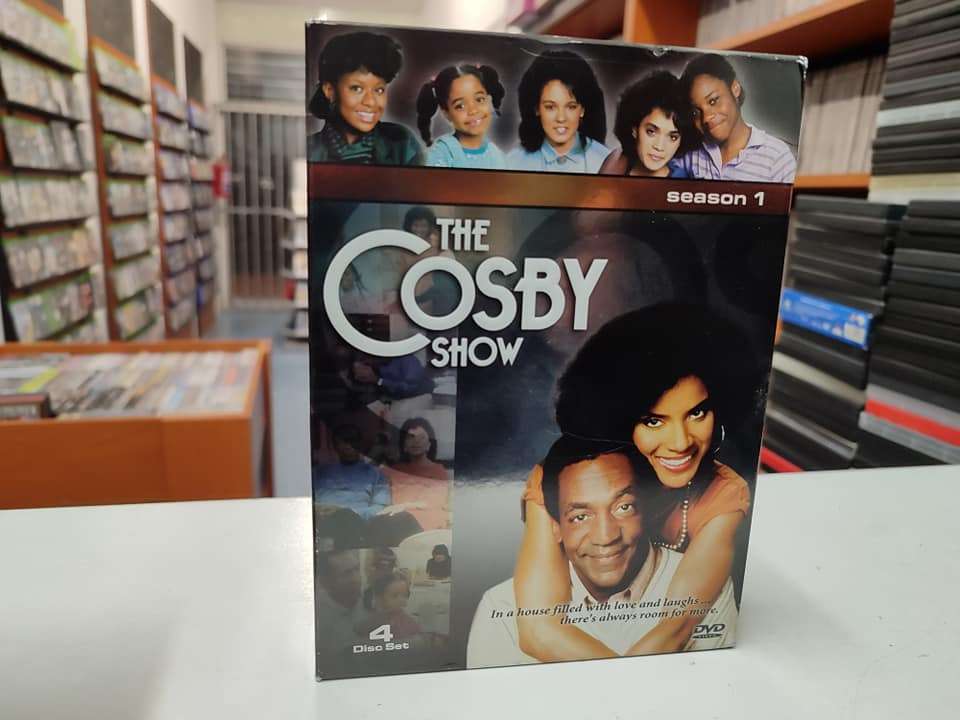 season 1
THE
COSBY
SHOW
In a house filled with love and laughs...
there's always room for more.
4
Disc Set
DVD
VIDEO